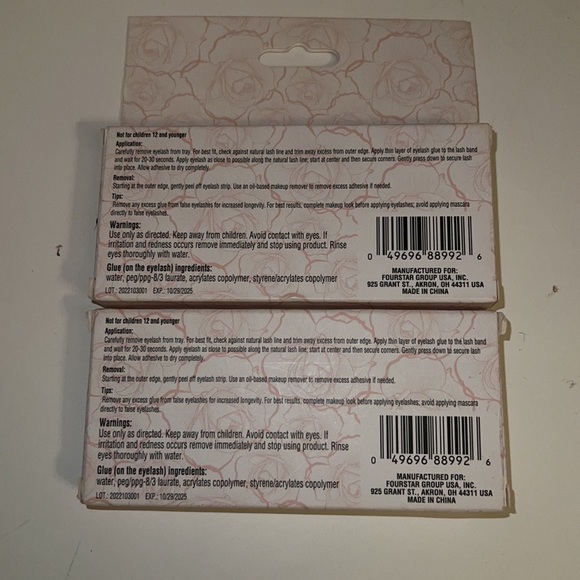 Not for children 12 and younger
Application:
Carefully remove eyelash from tray. For best fit, check against natural lash line and trim away excess from outer edge. Apply thin layer of eyelash glue to the lash band
and wait for 20-30 seconds. Apply eyelash as close to possible along the natural lash line; start at center and then secure corners. Gently press down to secure lash
into place. Allow adhesive to dry completely.
Removal:
Starting at the outer edge, gently peel off eyelash strip. Use an oil-based makeup remover to remove excess adhesive if needed.
Tips:
Remove any excess glue from false eyelashes for increased longevity. For best results, complete makeup look before applying eyelashes; avoid applying mascara
directly to false eyelashes.
Warnings:
Use only as directed. Keep away from children. Avoid contact with eyes. If
irritation and redness occurs remove immediately and stop using product. Rinse
eyes thoroughly with water.
Glue (on the eyelash) ingredients:
water, peg/ppg-8/3 laurate, acrylates copolymer, styrene/acrylates copolymer
LOT.: 2022103001 EXP.: 10/29/2025
0 49696 88992 6
MANUFACTURED FOR:
FOURSTAR GROUP USA, INC.
925 GRANT ST., AKRON, OH 44311 USA
MADE IN CHINA
Not for children 12 and younger
Application:
Carefully remove eyelash from tray. For best fit, check against natural lash line and trim away excess from outer edge. Apply thin layer of eyelash glue to the lash band
and wait for 20-30 seconds. Apply eyelash as close to possible along the natural lash line; start at center and then secure corners. Gently press down to secure lash
into place. Allow adhesive to dry completely.
Removal:
Starting at the outer edge, gently peel off eyelash strip. Use an oil-based makeup remover to remove excess adhesive if needed.
Tips:
Remove any excess glue from false eyelashes for increased longevity. For best results, complete makeup look before applying eyelashes; avoid applying mascara
directly to false eyelashes.
Warnings:
Use only as directed. Keep away from children. Avoid contact with eyes. If
irritation and redness occurs remove immediately and stop using product. Rinse
eyes thoroughly with water.
Glue (on the eyelash) ingredients:
water, peg/ppg-8/3 laurate, acrylates copolymer, styrene/acrylates copolymer
LOT.: 2022103001 EXP.: 10/29/2025
0 49696 88992 6
MANUFACTURED FOR:
FOURSTAR GROUP USA, INC.
925 GRANT ST., AKRON, OH 44311 USA
MADE IN CHINA